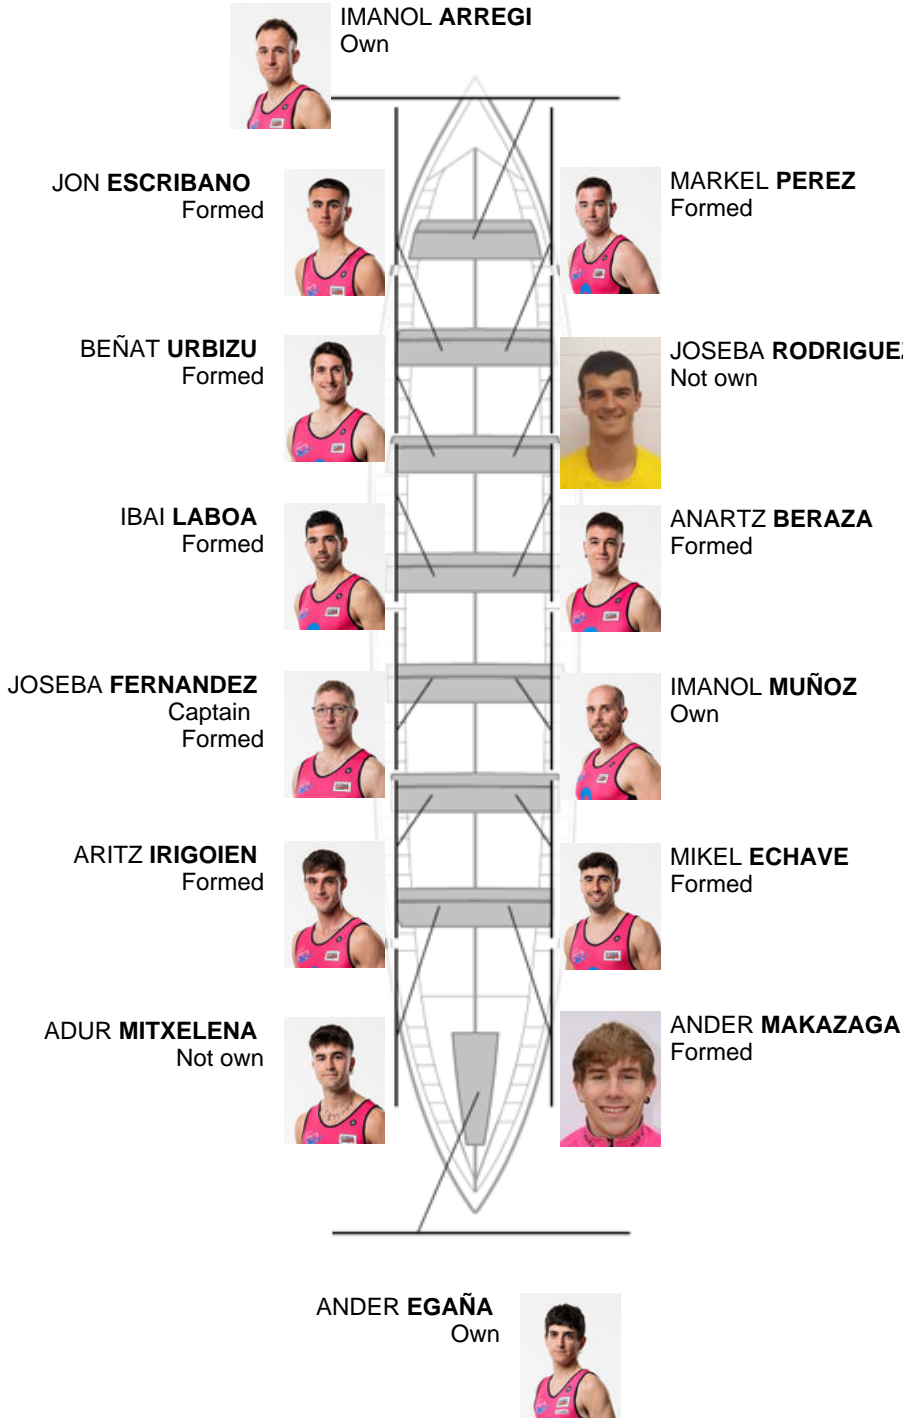 IMANOL ARREGI
Own
JON ESCRIBANO
Formed
MARKEL PEREZ
Formed
BEÑAT URBIZU
Formed
JOSEBA RODRIGUEZ
Not own
IBAI LABOA
Formed
ANARTZ BERAZA
Formed
JOSEBA FERNANDEZ
Captain
Formed
IMANOL MUÑOZ
Own
ARITZ IRIGOIEN
Formed
MIKEL ECHAVE
Formed
ADUR MITXELENA
Not own
ANDER MAKAZAGA
Formed
ANDER EGAÑA
Own